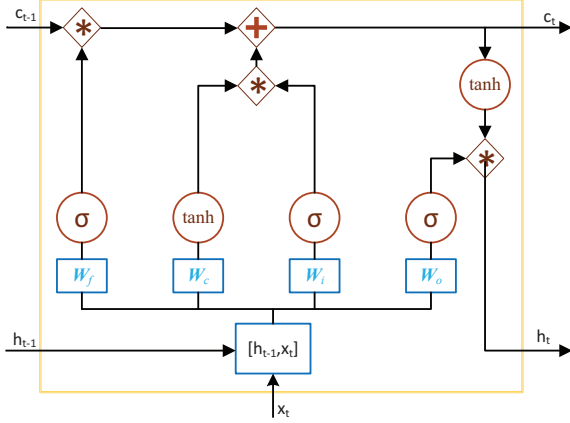 c_{t-1}
c_t
*
+
*
tanh
*
σ
tanh
σ
σ
W_f
W_c
W_i
W_o
h_{t-1}
[h_{t-1},x_t]
h_t
x_t